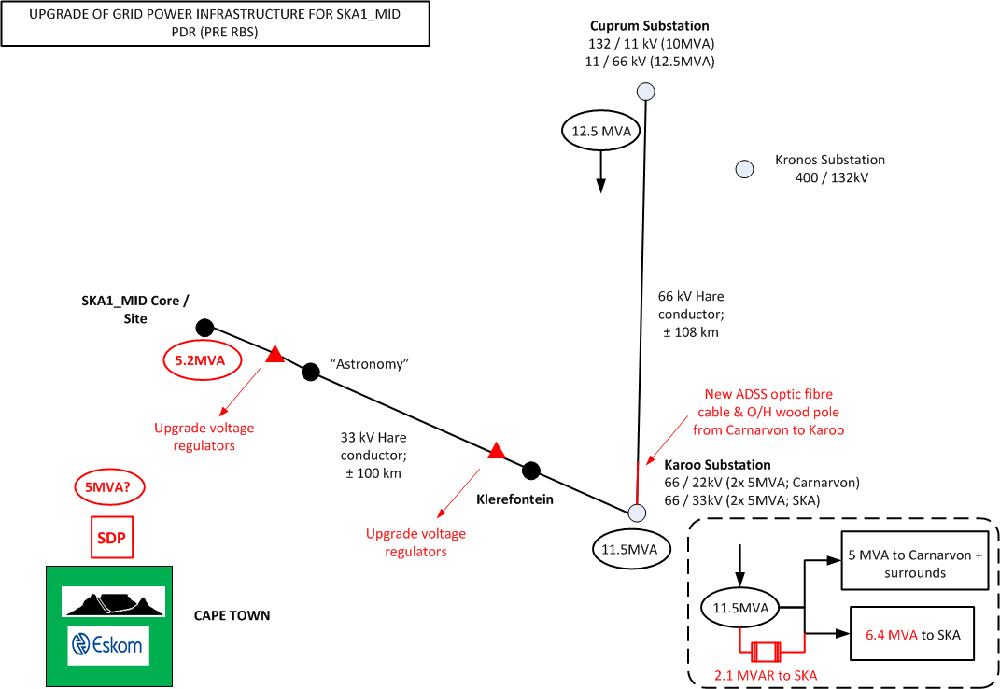 UPGRADE OF GRID POWER INFRASTRUCTURE FOR SKA1_MID
PDR (PRE RBS)
Cuprum Substation
132 / 11 kV (10MVA)
11 / 66 kV (12.5MVA)
12.5 MVA
Kronos Substation
400 / 132kV
66 kV Hare
conductor;
± 108 km
SKA1_MID Core /
Site
5.2MVA
"Astronomy"
Upgrade voltage
regulators
33 kV Hare
conductor;
± 100 km
New ADSS optic fibre
cable & O/H wood pole
from Carnarvon to Karoo
Karoo Substation
66 / 22kV (2x 5MVA; Carnarvon)
66 / 33kV (2x 5MVA; SKA)
Klerefontein
Upgrade voltage
regulators
11.5MVA
5MVA?
SDP
Eskom
CAPE TOWN
5 MVA to Carnarvon +
surrounds
11.5MVA
6.4 MVA to SKA
2.1 MVAR to SKA